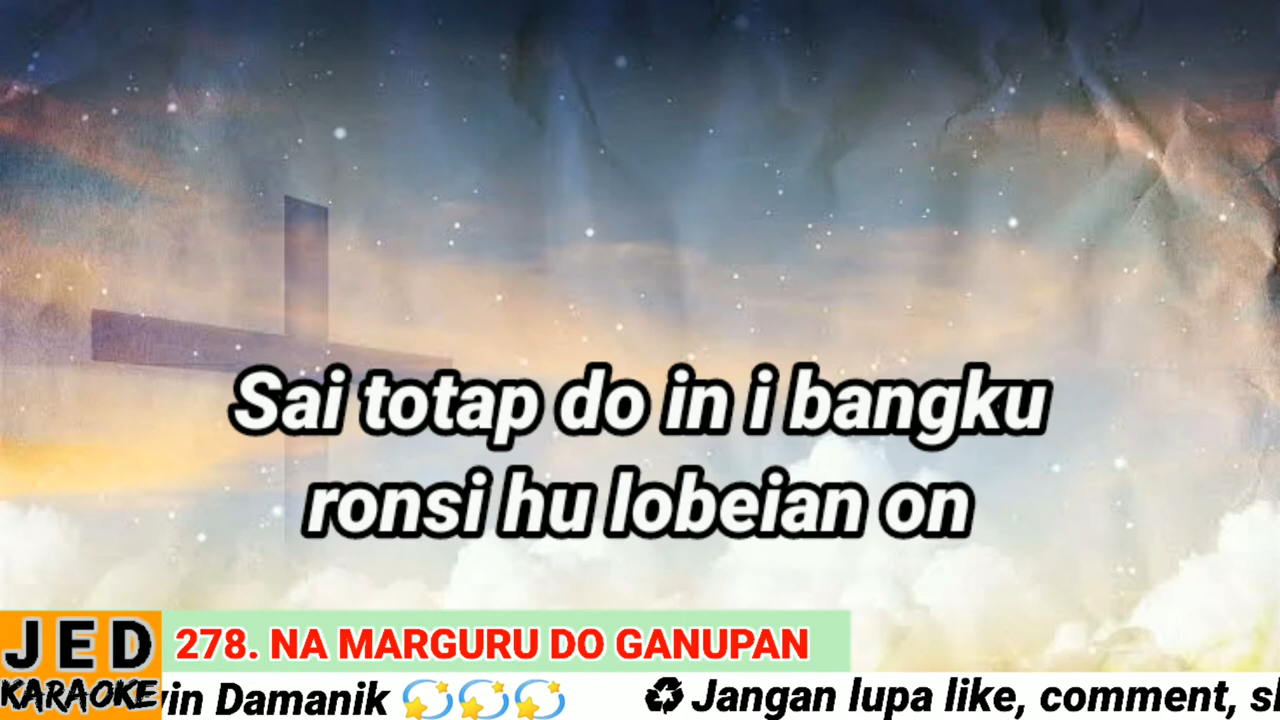 Sai totap do in i bangku
ronsi hu lobeian on
JED
KARAOKE
278. NA MARGURU DO GANUPAN
Damanik 💫💫💫 ♻ Jangan lupa like, comment,